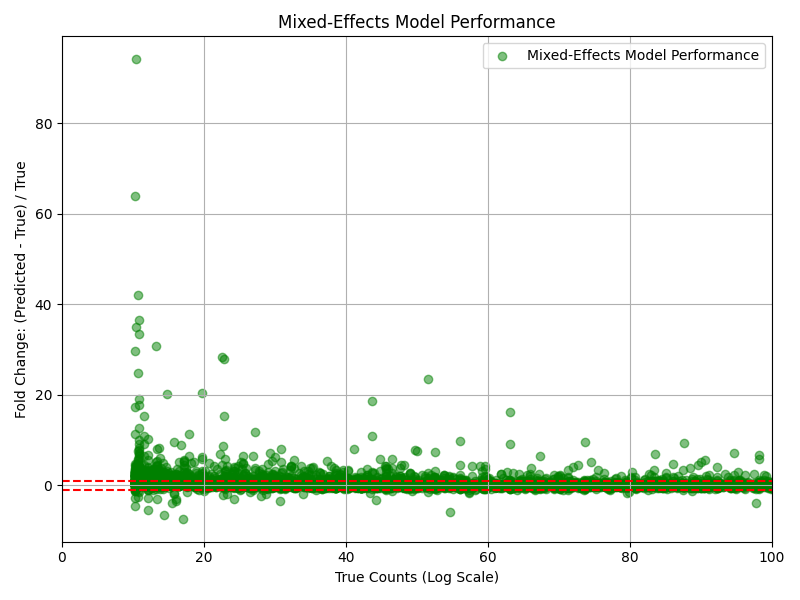 Mixed-Effects Model Performance
Mixed-Effects Model Performance
Fold Change: (Predicted - True) / True
80
60
40
20
0
0 20 40 60 80 100
True Counts (Log Scale)